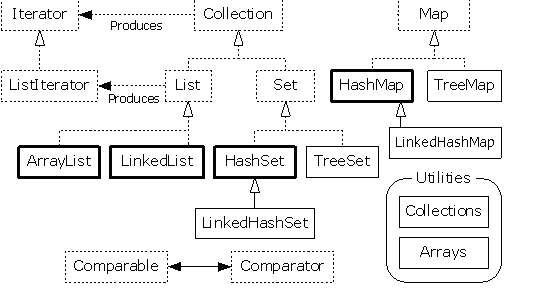 Iterator
Produces
Collection
Map
ListIterator
Produces
List
Set
HashMap
TreeMap
ArrayList
LinkedList
HashSet
TreeSet
LinkedHashMap
LinkedHashSet
Utilities
Collections
Arrays
Comparable
Comparator